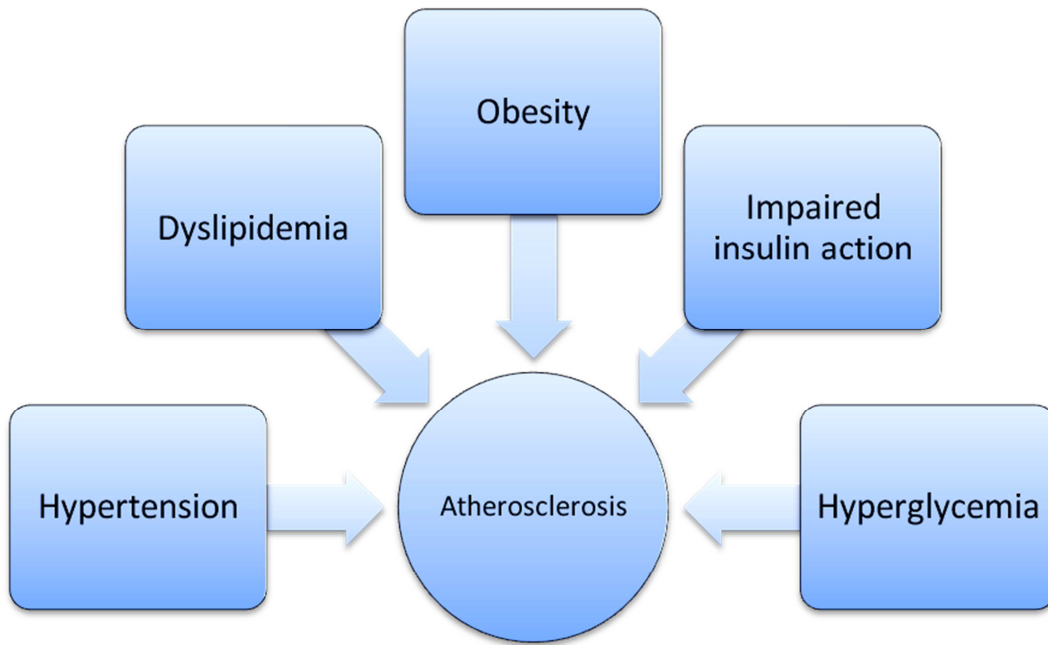 Obesity
Dyslipidemia
Impaired
insulin action
Hypertension
Atherosclerosis
Hyperglycemia